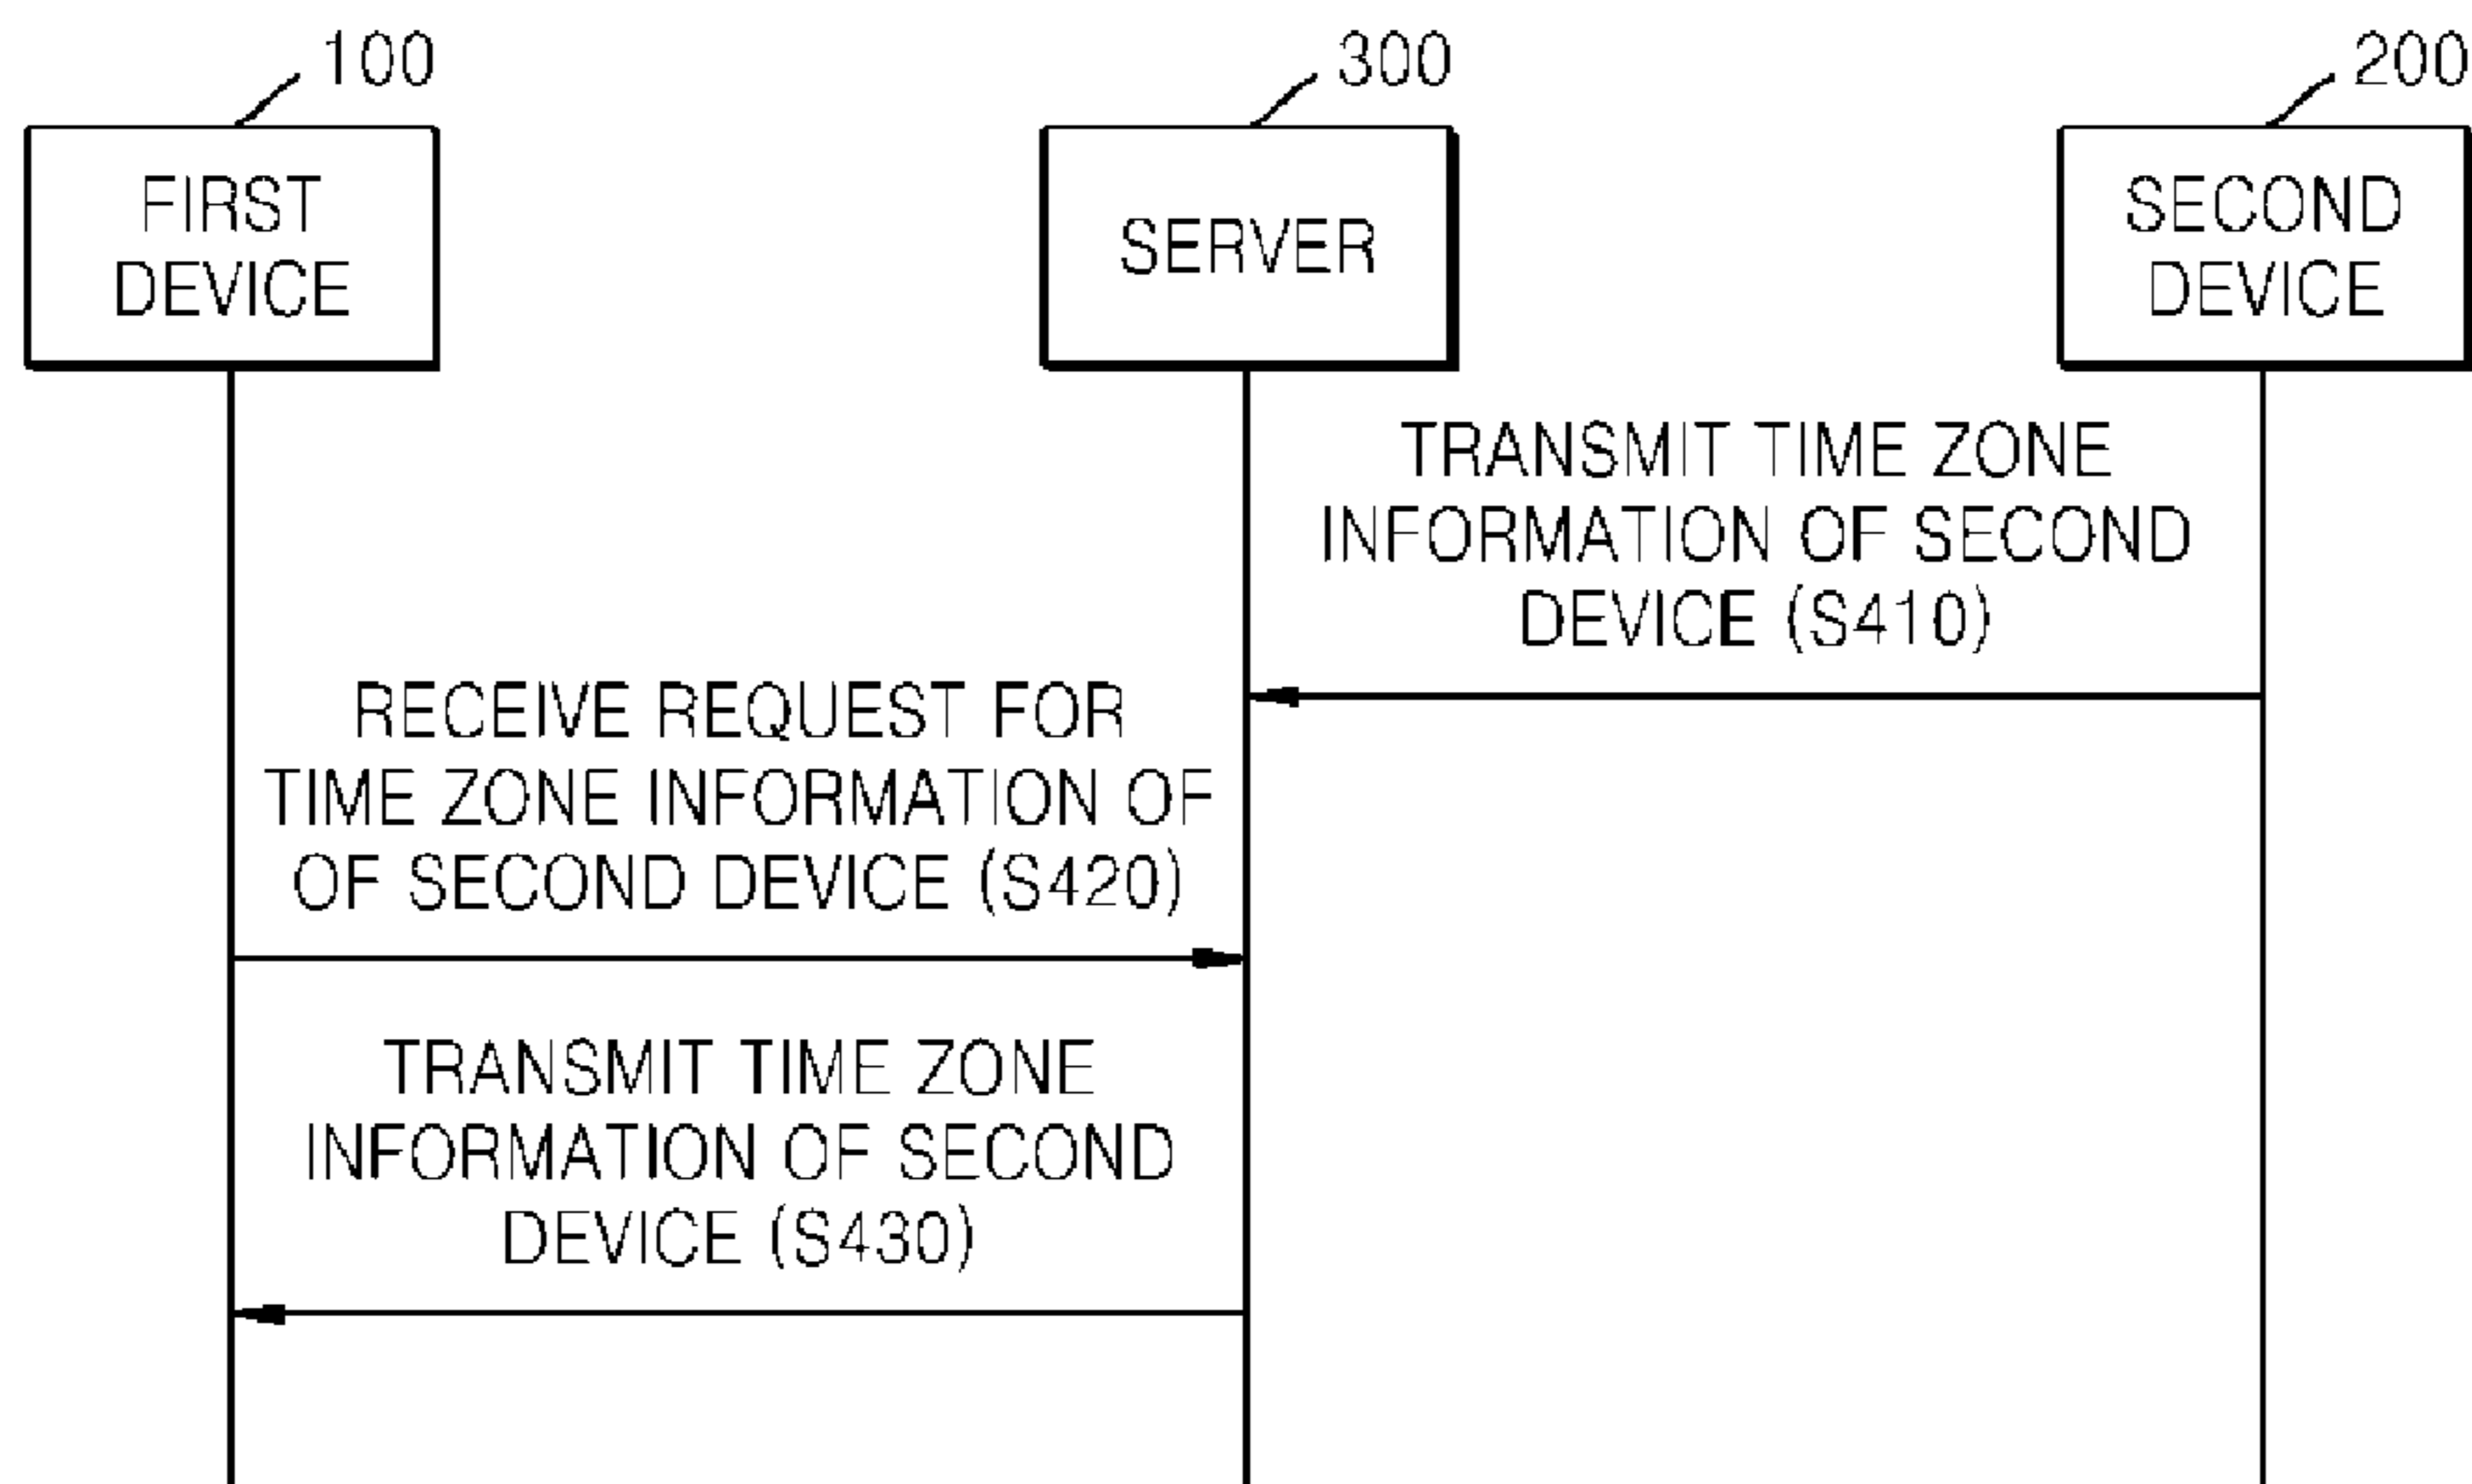 100
300
200
FIRST
DEVICE
SERVER
SECOND
DEVICE
TRANSMIT TIME ZONE
INFORMATION OF SECOND
DEVICE (S410)
RECEIVE REQUEST FOR
TIME ZONE INFORMATION OF
OF SECOND DEVICE (S420)
TRANSMIT TIME ZONE
INFORMATION OF SECOND
DEVICE (S430)